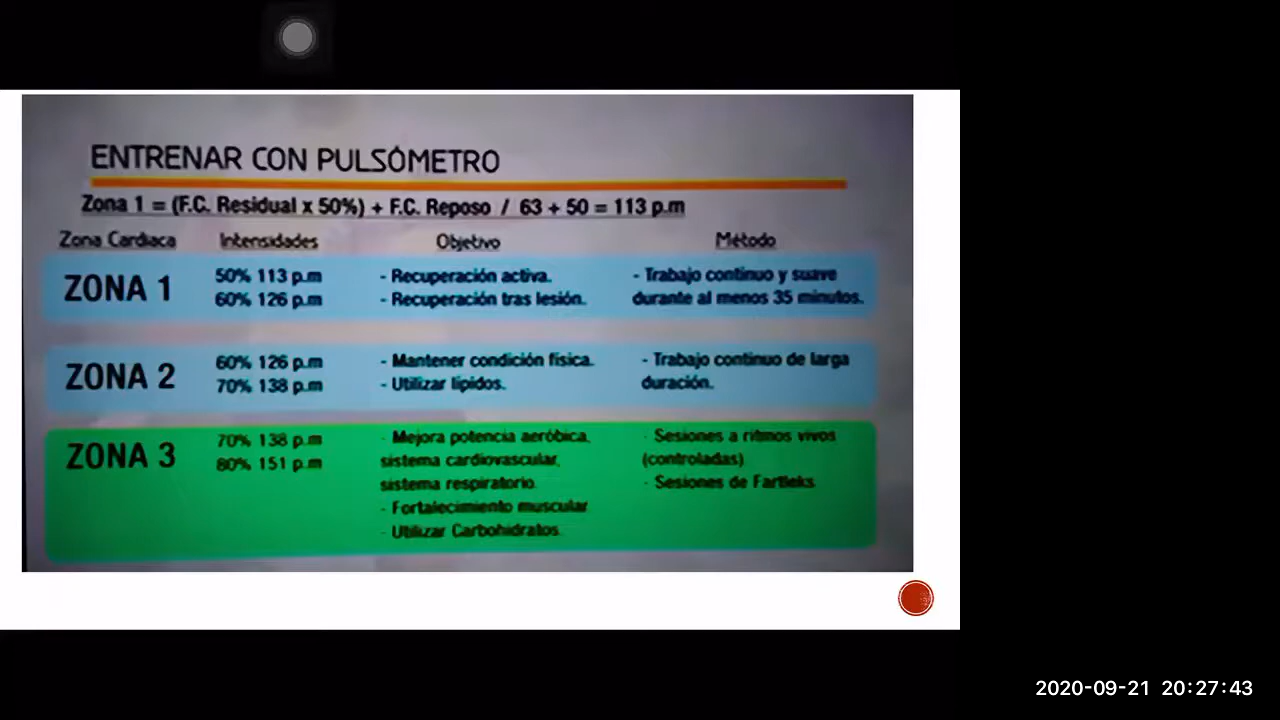 ENTRENAR CON PULSÓMETRO
Zona 1 = (F.C. Residual x 50%) + F.C. Reposo / 63 + 50 = 113 p.m
Zona Cardiaca Intensidades Objetivo Método
ZONA 1
50% 113 p.m
60% 126 p.m
- Recuperación activa.
- Recuperación tras lesión.
- Trabajo continuo y suave
durante al menos 35 minutos.
ZONA 2
60% 126 p.m
70% 138 p.m
- Mantener condición física.
- Utilizar lípidos.
- Trabajo continuo de larga
duración.
ZONA 3
70% 138 p.m
80% 151 p.m
- Mejora potencia aeróbica,
sistema cardiovascular,
sistema respiratorio.
- Fortalecimiento muscular
- Utilizar Carbohidratos.
- Sesiones a ritmos vivos
(controladas)
- Sesiones de Fartleks
2020-09-21 20:27:43